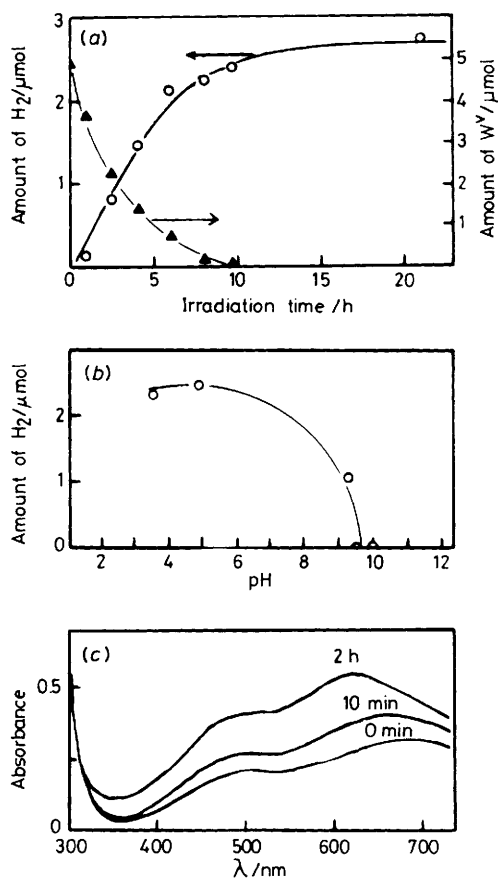 (a)
Amount of H₂/μmol
3
2
1
0
Amount of Wⱽ/μmol
5
4
3
2
1
0 5 10 15 20
Irradiation time /h
(b)
Amount of H₂/μmol
2
1
0
2 4 6 8 10 12
pH
(c)
Absorbance
0.5
0
2 h
10 min
0 min
300 400 500 600 700
λ /nm